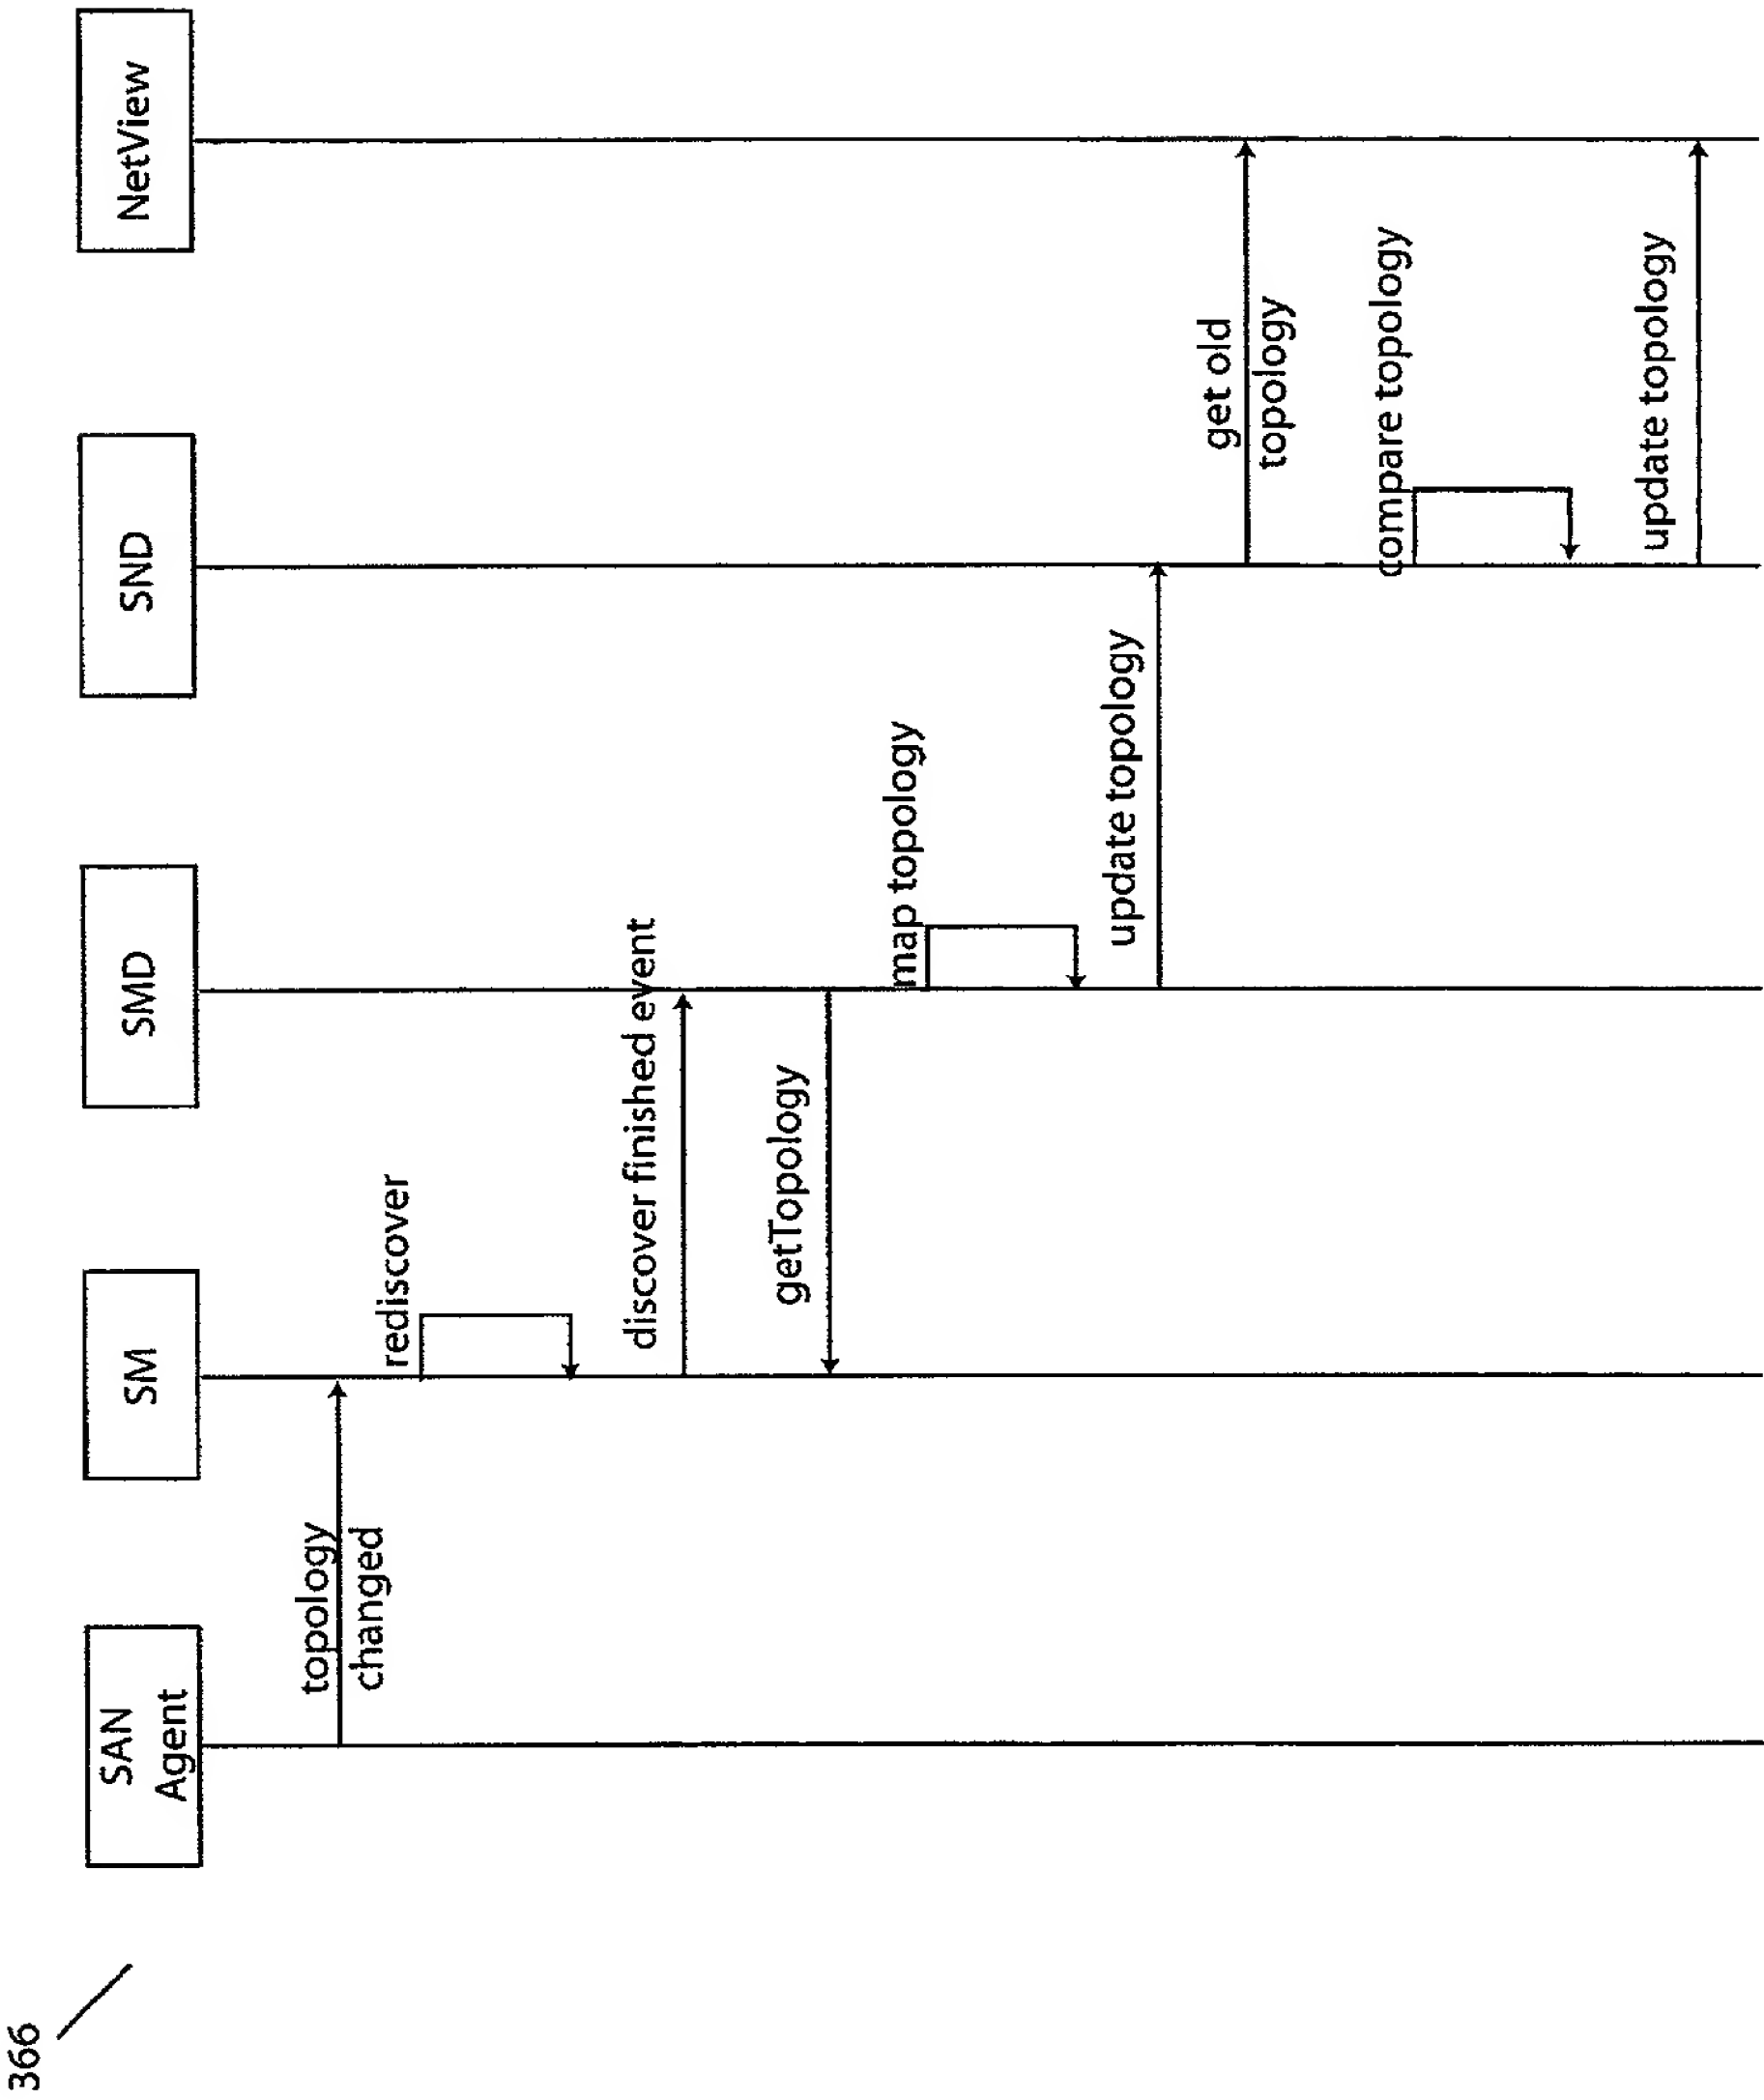 366
SAN
Agent
SM
SMD
SND
NetView
topology
changed
rediscover
discover finished event
getTopology
map topology
update topology
get old
topology
compare topology
update topology